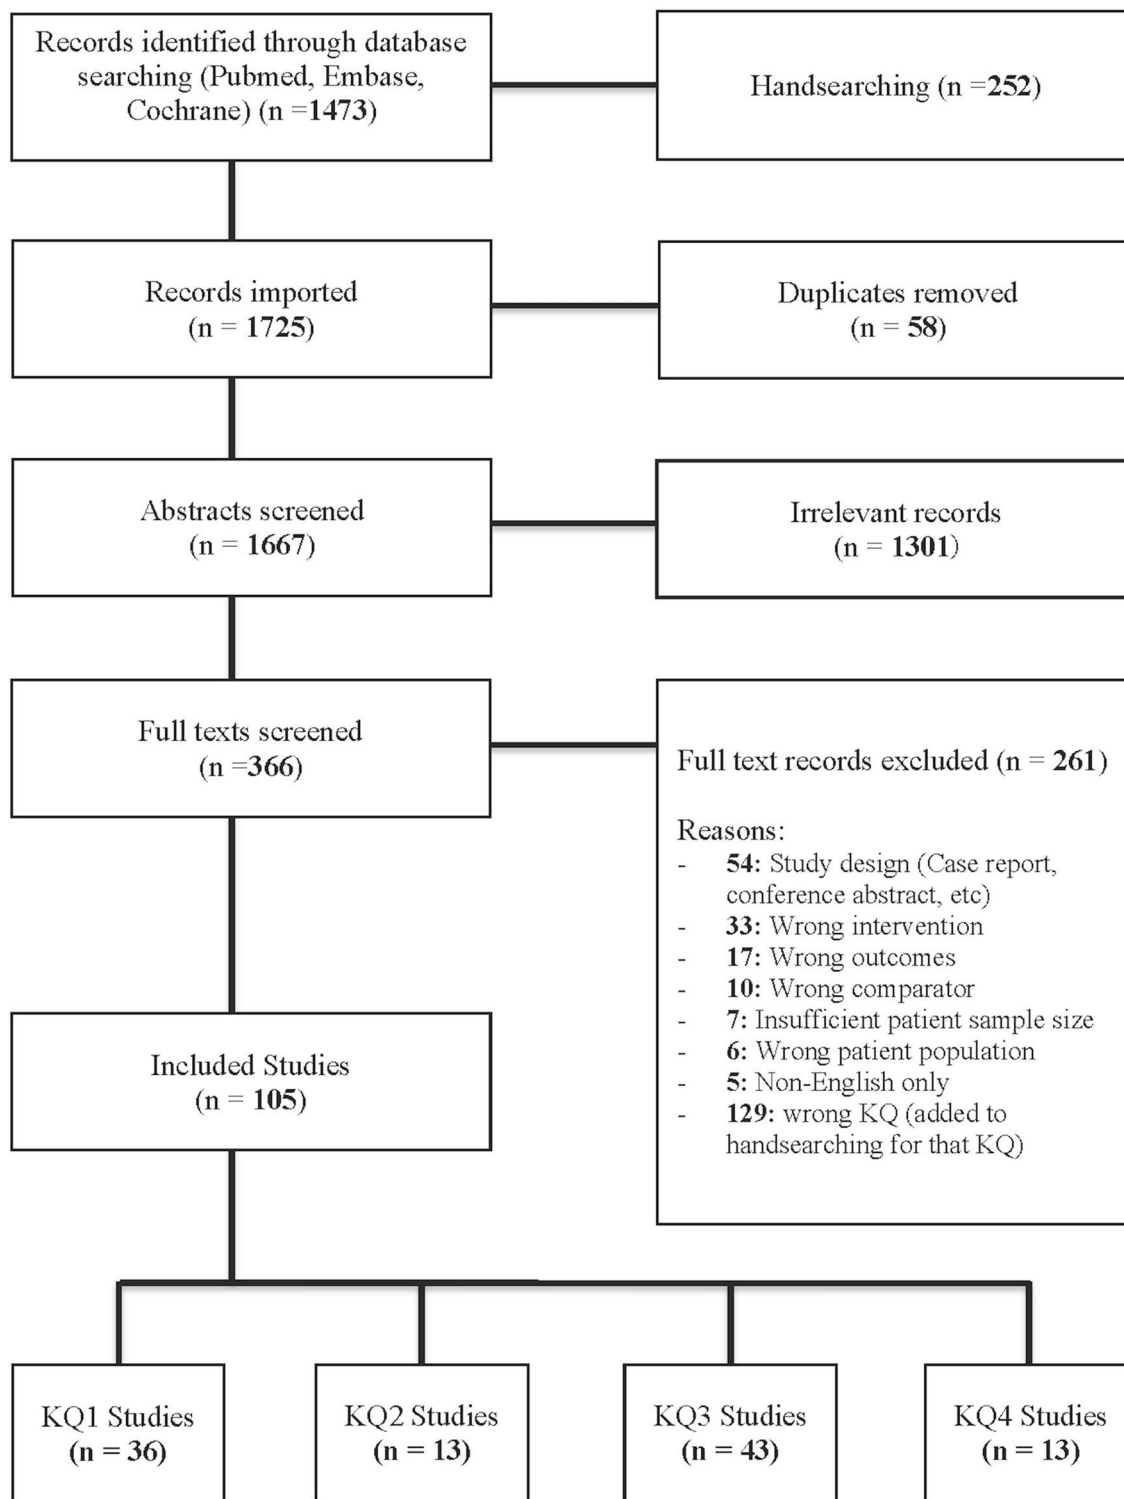 Records identified through database
searching (Pubmed, Embase,
Cochrane) (n =1473)
Handsearching (n =252)
Records imported
(n = 1725)
Duplicates removed
(n = 58)
Abstracts screened
(n = 1667)
Irrelevant records
(n = 1301)
Full texts screened
(n =366)
Full text records excluded (n = 261)
Reasons:
- 54: Study design (Case report,
conference abstract, etc)
- 33: Wrong intervention
- 17: Wrong outcomes
- 10: Wrong comparator
- 7: Insufficient patient sample size
- 6: Wrong patient population
- 5: Non-English only
- 129: wrong KQ (added to
handsearching for that KQ)
Included Studies
(n = 105)
KQ1 Studies
(n = 36)
KQ2 Studies
(n = 13)
KQ3 Studies
(n = 43)
KQ4 Studies
(n = 13)